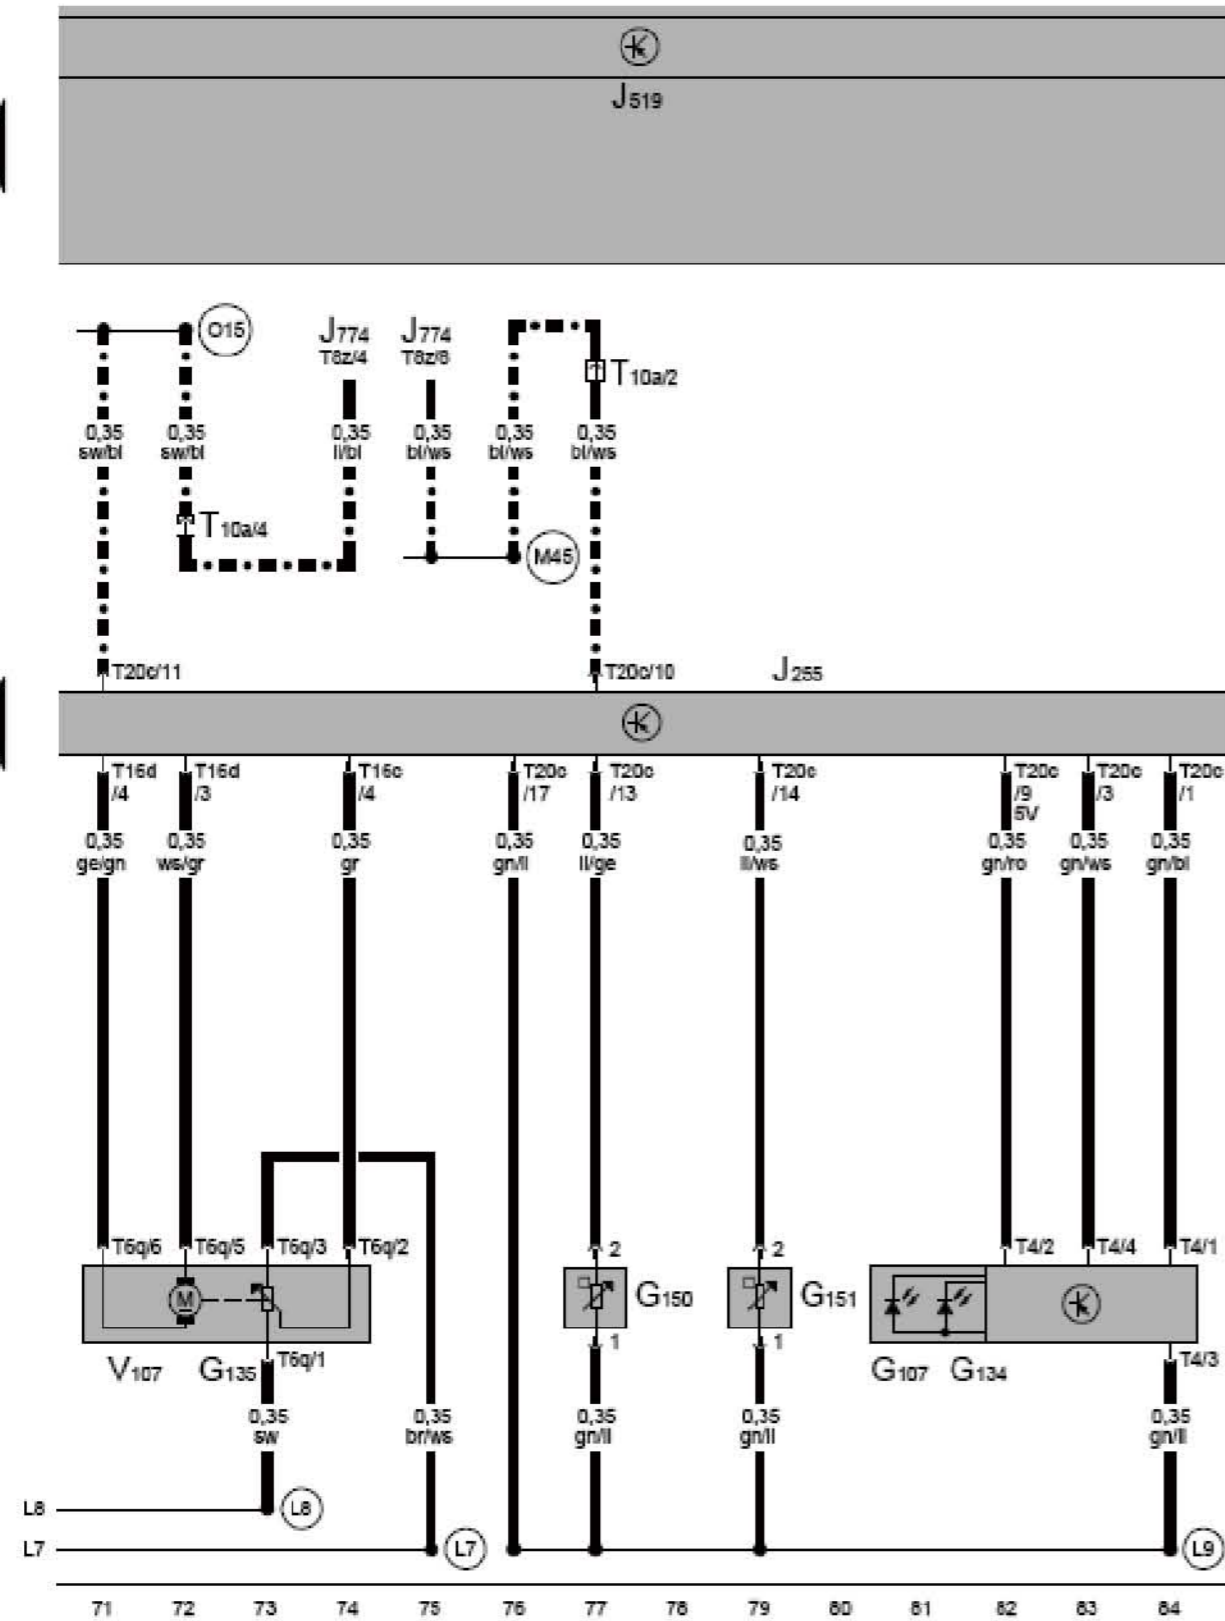 J519
O15
J774 J774
T8z/4 T8z/8
T10a/2
0,35 0,35 0,35 0,35 0,35 0,35
sw/bl sw/bl li/bl bl/ws bl/ws bl/ws
T10a/4
M45
T20c/11 T20c/10 J255
T16d T16d T16c T20c T20c T20c T20c T20c T20c
/4 /3 /4 /17 /13 /14 /9 /3 /1
5V
0,35 0,35 0,35 0,35 0,35 0,35 0,35 0,35 0,35
ge/gn ws/gr gr gn/li li/ge li/ws gn/ro gn/ws gn/bl
T6q/6 T6q/5 T6q/3 T6q/2 2 2 T4/2 T4/4 T4/1
M G150 G151
1 1
V107 G135 T6q/1 G107 G134 T4/3
0,35 0,35 0,35 0,35 0,35
sw br/ws gn/li gn/li gn/li
L8 L8
L7 L7 L9
71 72 73 74 75 76 77 78 79 80 81 82 83 84